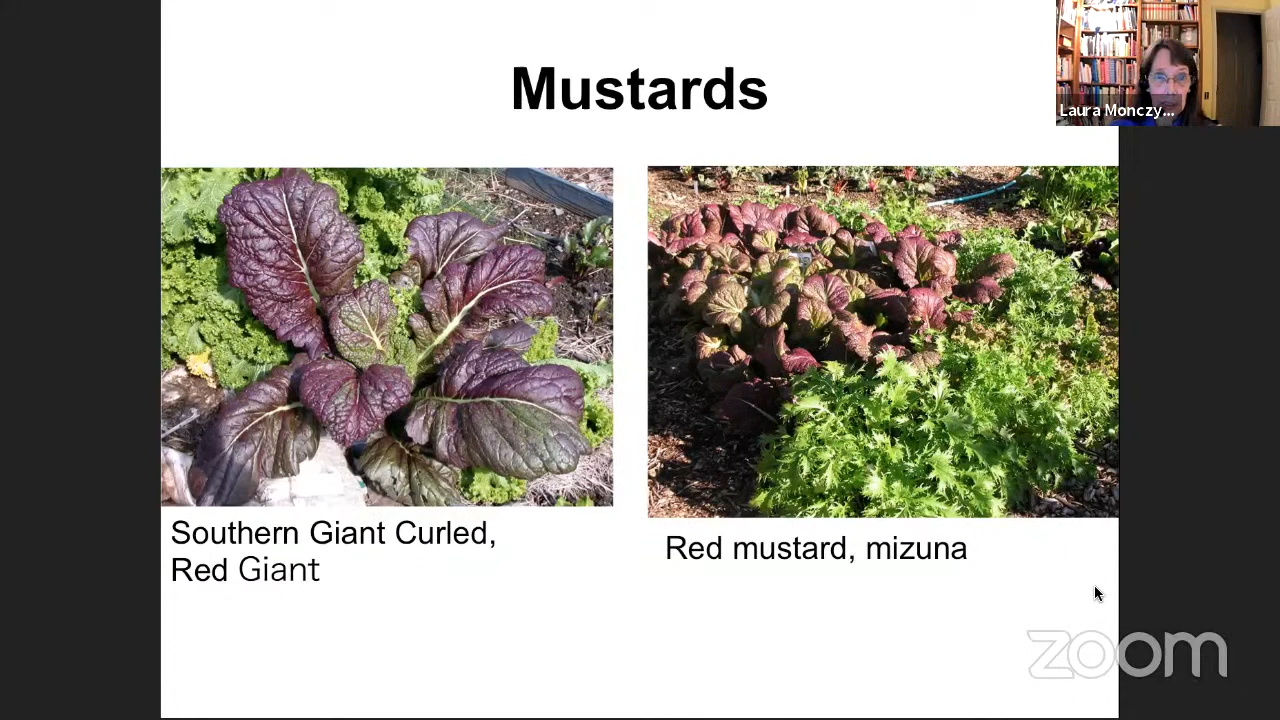 Mustards
Laura Monczy...
Southern Giant Curled,
Red Giant
Red mustard, mizuna
zoom